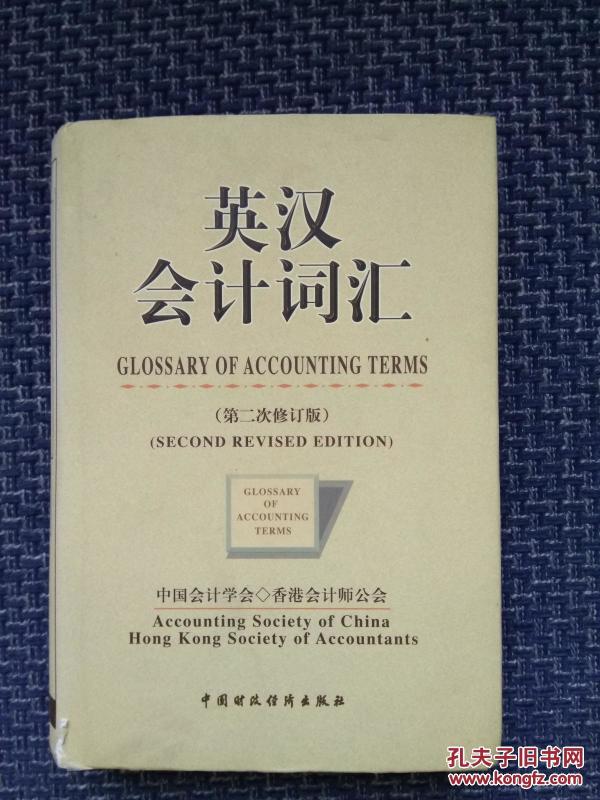 英汉
会计词汇
GLOSSARY OF ACCOUNTING TERMS
（第二次修订版）
(SECOND REVISED EDITION)
GLOSSARY
OF
ACCOUNTING
TERMS
中国会计学会◇香港会计师公会
Accounting Society of China
Hong Kong Society of Accountants
中国财政经济出版社
孔夫子旧书网
www.kongfz.com